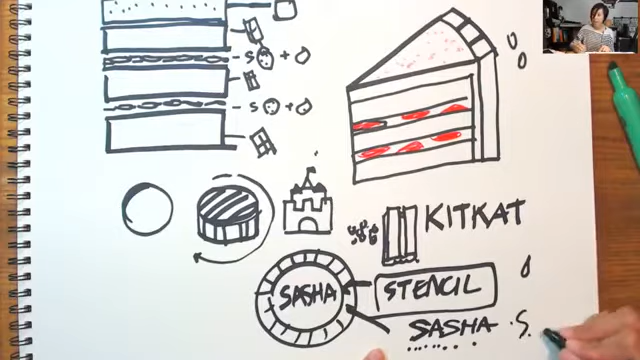 - S +
- S +
KITKAT
SASHA
STENCIL
SASHA · S.